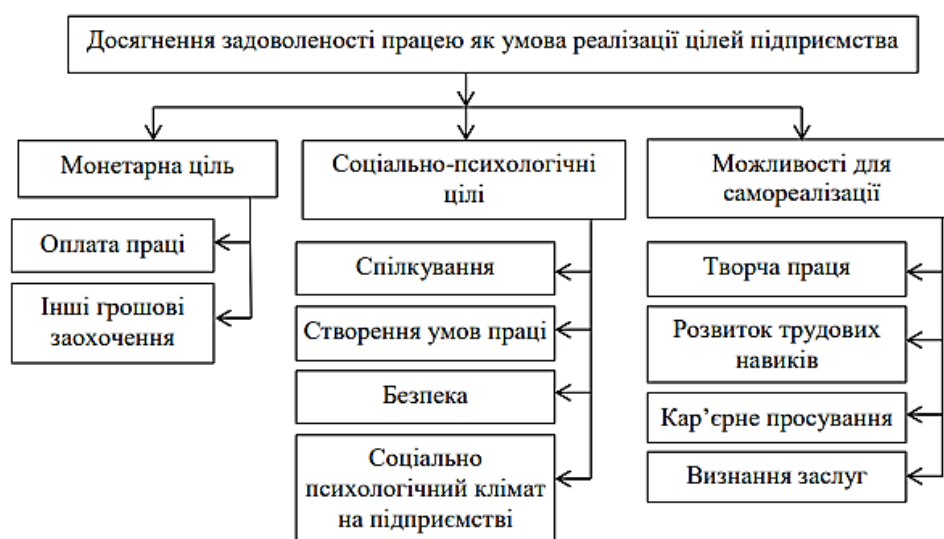 Досягнення задоволеності працею як умова реалізації цілей підприємства
Монетарна ціль
Оплата праці
Інші грошові
заохочення
Соціально-психологічні
цілі
Спілкування
Створення умов праці
Безпека
Соціально
психологічний клімат
на підприємстві
Можливості для
самореалізації
Творча праця
Розвиток трудових
навиків
Кар’єрне просування
Визнання заслуг